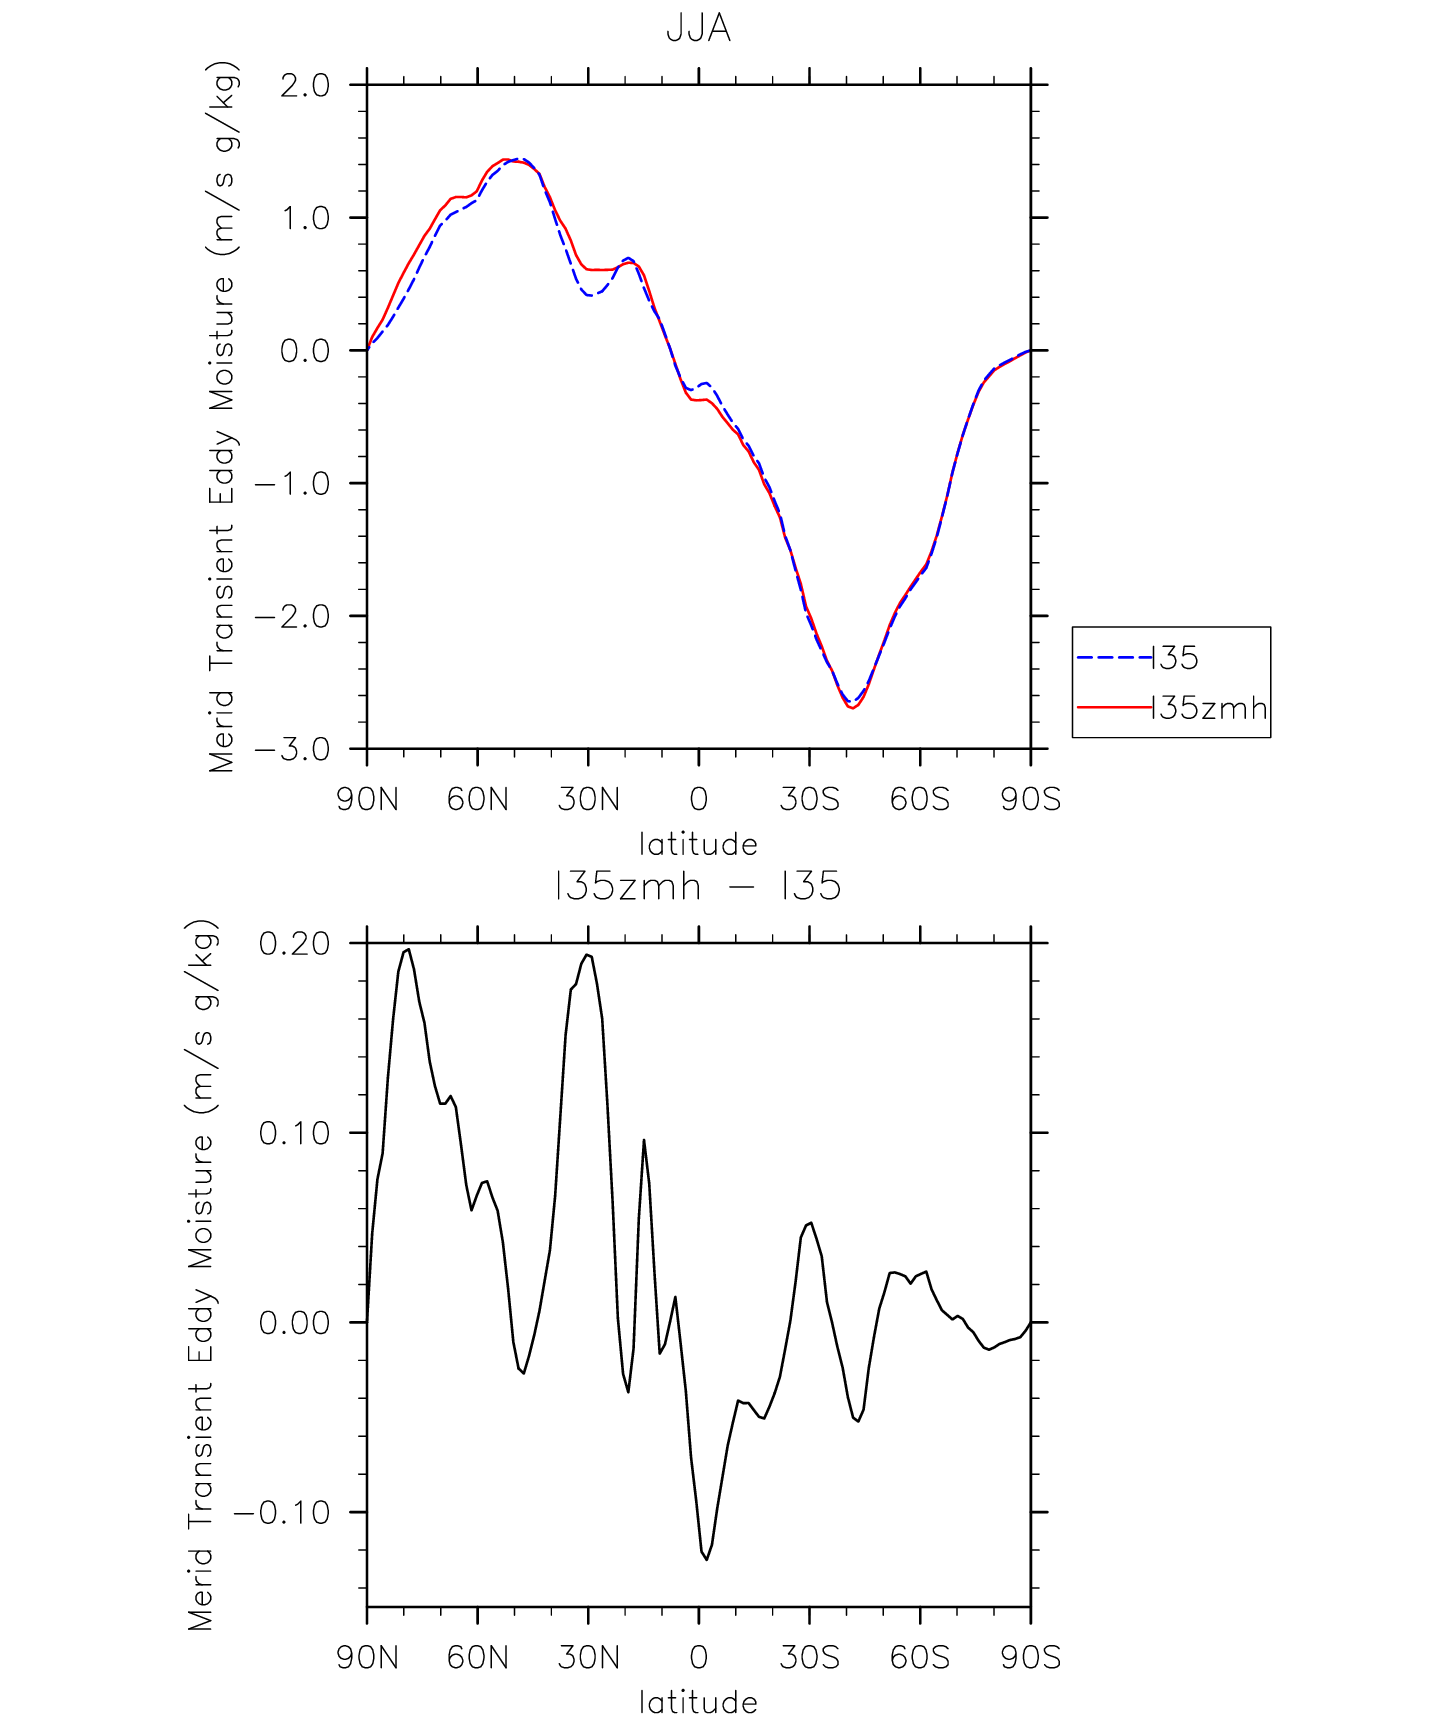 JJA
Merid Transient Eddy Moisture (m/s g/kg)
2.0
1.0
0.0
−1.0
−2.0
−3.0
90N 60N 30N 0 30S 60S 90S
latitude
I35
I35zmh
I35zmh − I35
Merid Transient Eddy Moisture (m/s g/kg)
0.20
0.10
0.00
−0.10
90N 60N 30N 0 30S 60S 90S
latitude